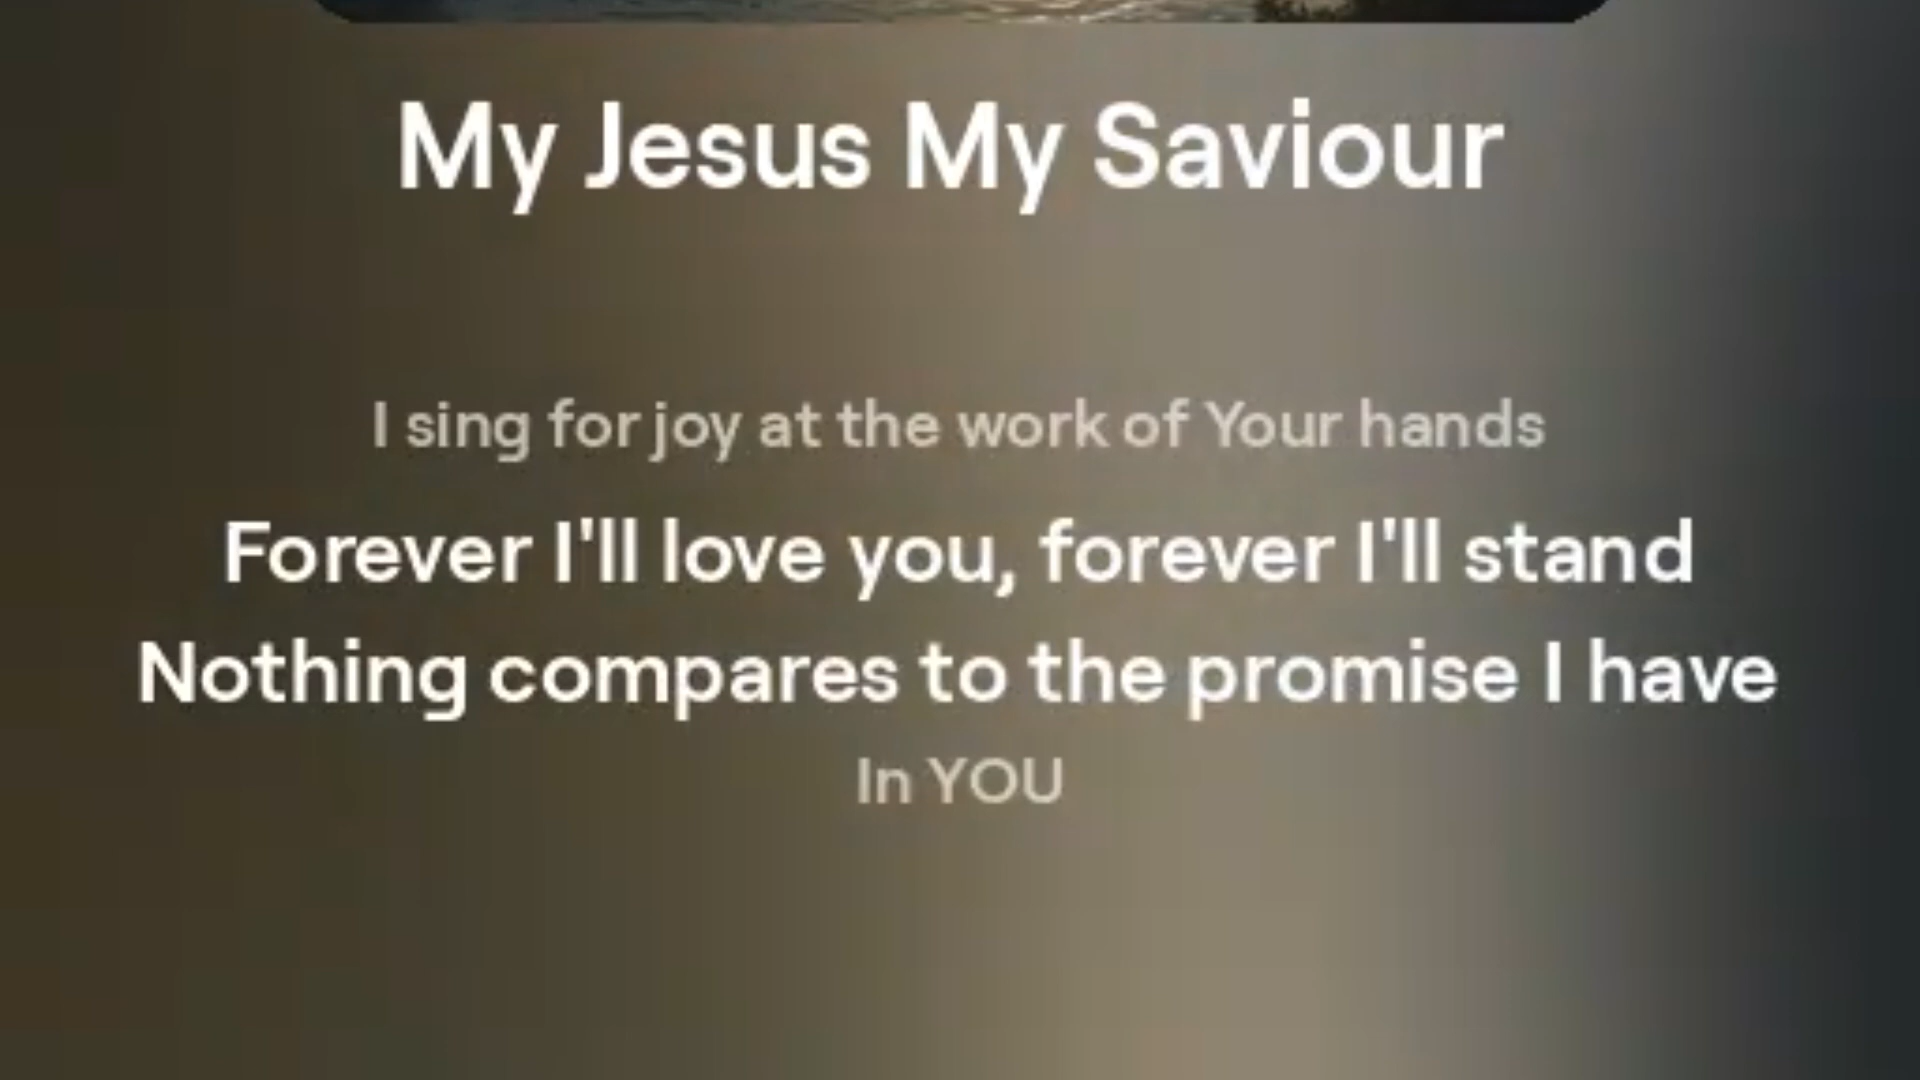 My Jesus My Saviour
I sing for joy at the work of Your hands
Forever I'll love you, forever I'll stand
Nothing compares to the promise I have
In YOU